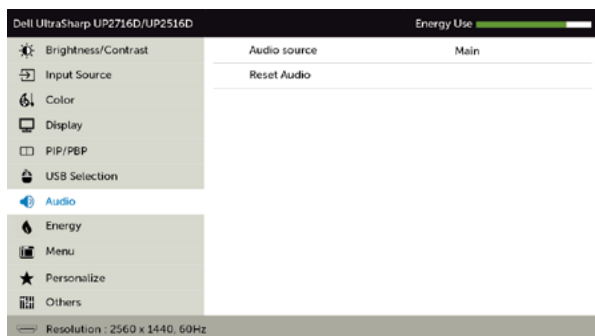 Dell UltraSharp UP2716D/UP2516D Energy Use
Brightness/Contrast Audio source Main
Input Source Reset Audio
Color
Display
PIP/PBP
USB Selection
Audio
Energy
Menu
Personalize
Others
Resolution : 2560 x 1440, 60Hz